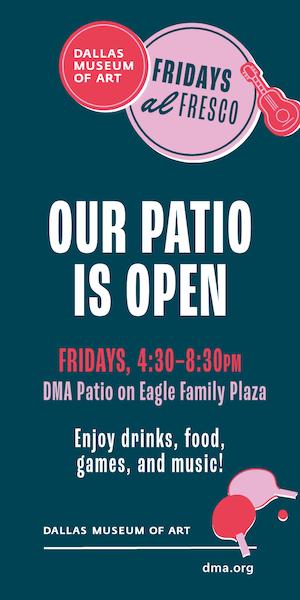 DALLAS
MUSEUM
OF ART
FRIDAYS
al FRESCO
OUR PATIO
IS OPEN
FRIDAYS, 4:30–8:30PM
DMA Patio on Eagle Family Plaza
Enjoy drinks, food,
games, and music!
DALLAS MUSEUM OF ART
dma.org